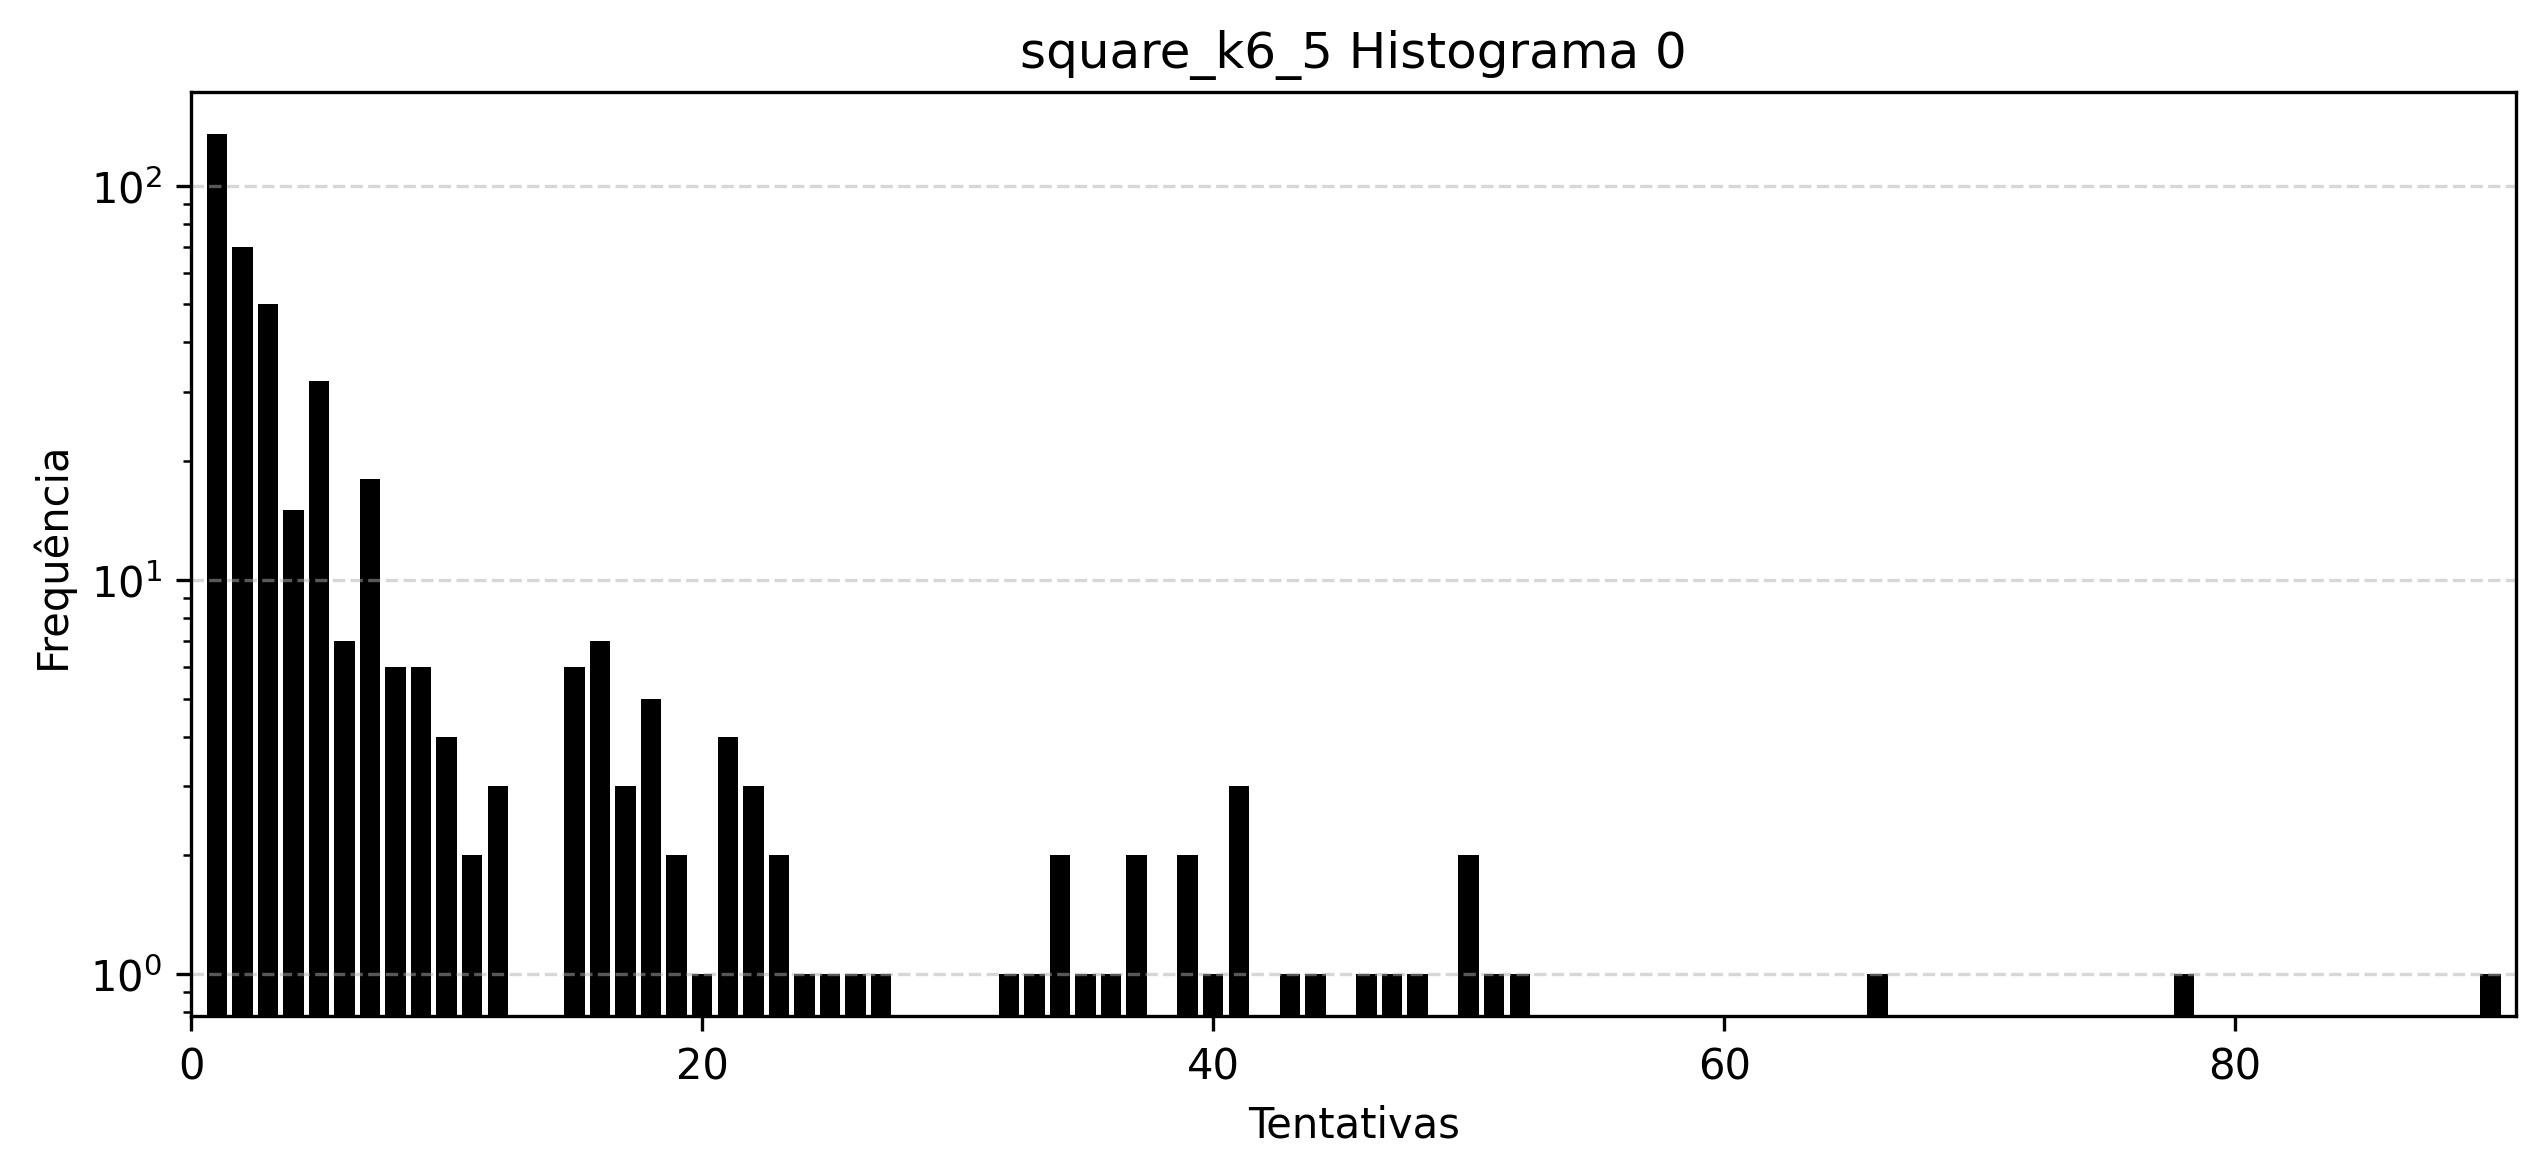 square_k6_5 Histograma 0
Frequência
10²
10¹
10⁰
0 20 40 60 80
Tentativas